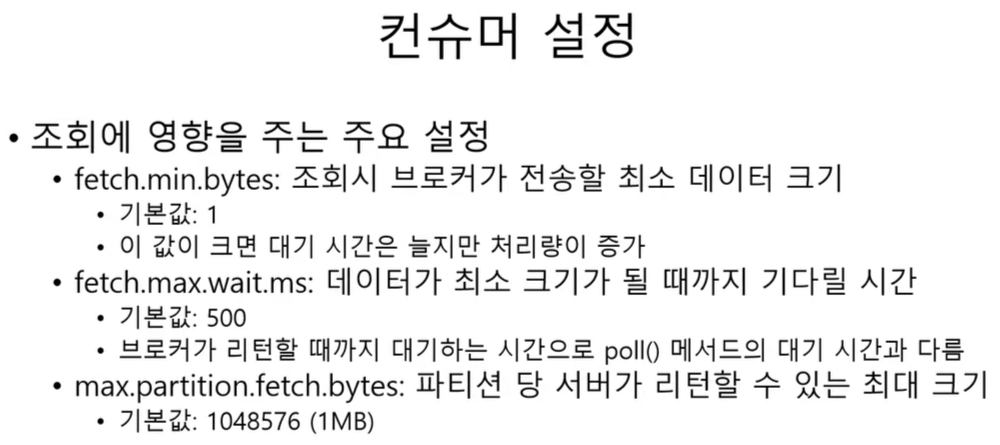 컨슈머 설정
• 조회에 영향을 주는 주요 설정
• fetch.min.bytes: 조회시 브로커가 전송할 최소 데이터 크기
• 기본값: 1
• 이 값이 크면 대기 시간은 늘지만 처리량이 증가
• fetch.max.wait.ms: 데이터가 최소 크기가 될 때까지 기다릴 시간
• 기본값: 500
• 브로커가 리턴할 때까지 대기하는 시간으로 poll() 메서드의 대기 시간과 다름
• max.partition.fetch.bytes: 파티션 당 서버가 리턴할 수 있는 최대 크기
• 기본값: 1048576 (1MB)